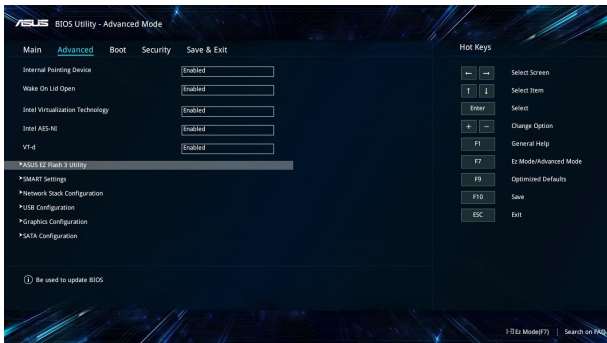 ASUS BIOS Utility - Advanced Mode
Main Advanced Boot Security Save & Exit
Internal Pointing Device Enabled
Wake On Lid Open Enabled
Intel Virtualization Technology Enabled
Intel AES-NI Enabled
VT-d Enabled
>ASUS EZ Flash 3 Utility
>SMART Settings
>Network Stack Configuration
>USB Configuration
>Graphics Configuration
>SATA Configuration
i Be used to update BIOS
Hot Keys
← → Select Screen
↑ ↓ Select Item
Enter Select
+ − Change Option
F1 General Help
F7 Ez Mode/Advanced Mode
F9 Optimized Defaults
F10 Save
ESC Exit
Ez Mode(F7) | Search on FAQ